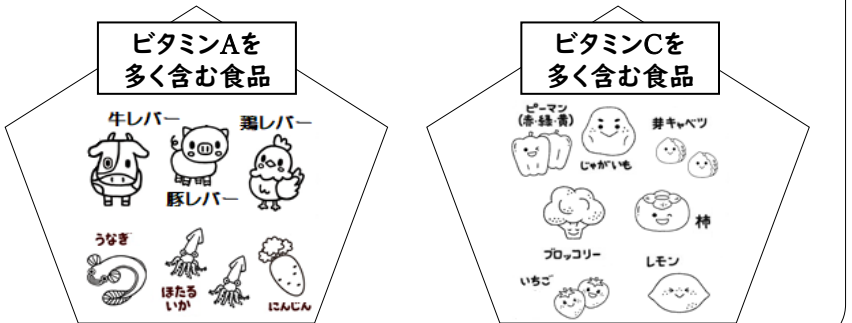 ビタミンAを
多く含む食品
牛レバー
鶏レバー
豚レバー
うなぎ
ほたる
いか
にんじん
ビタミンCを
多く含む食品
ピーマン
(赤・緑・黄)
じゃがいも
芽キャベツ
ブロッコリー
柿
いちご
レモン